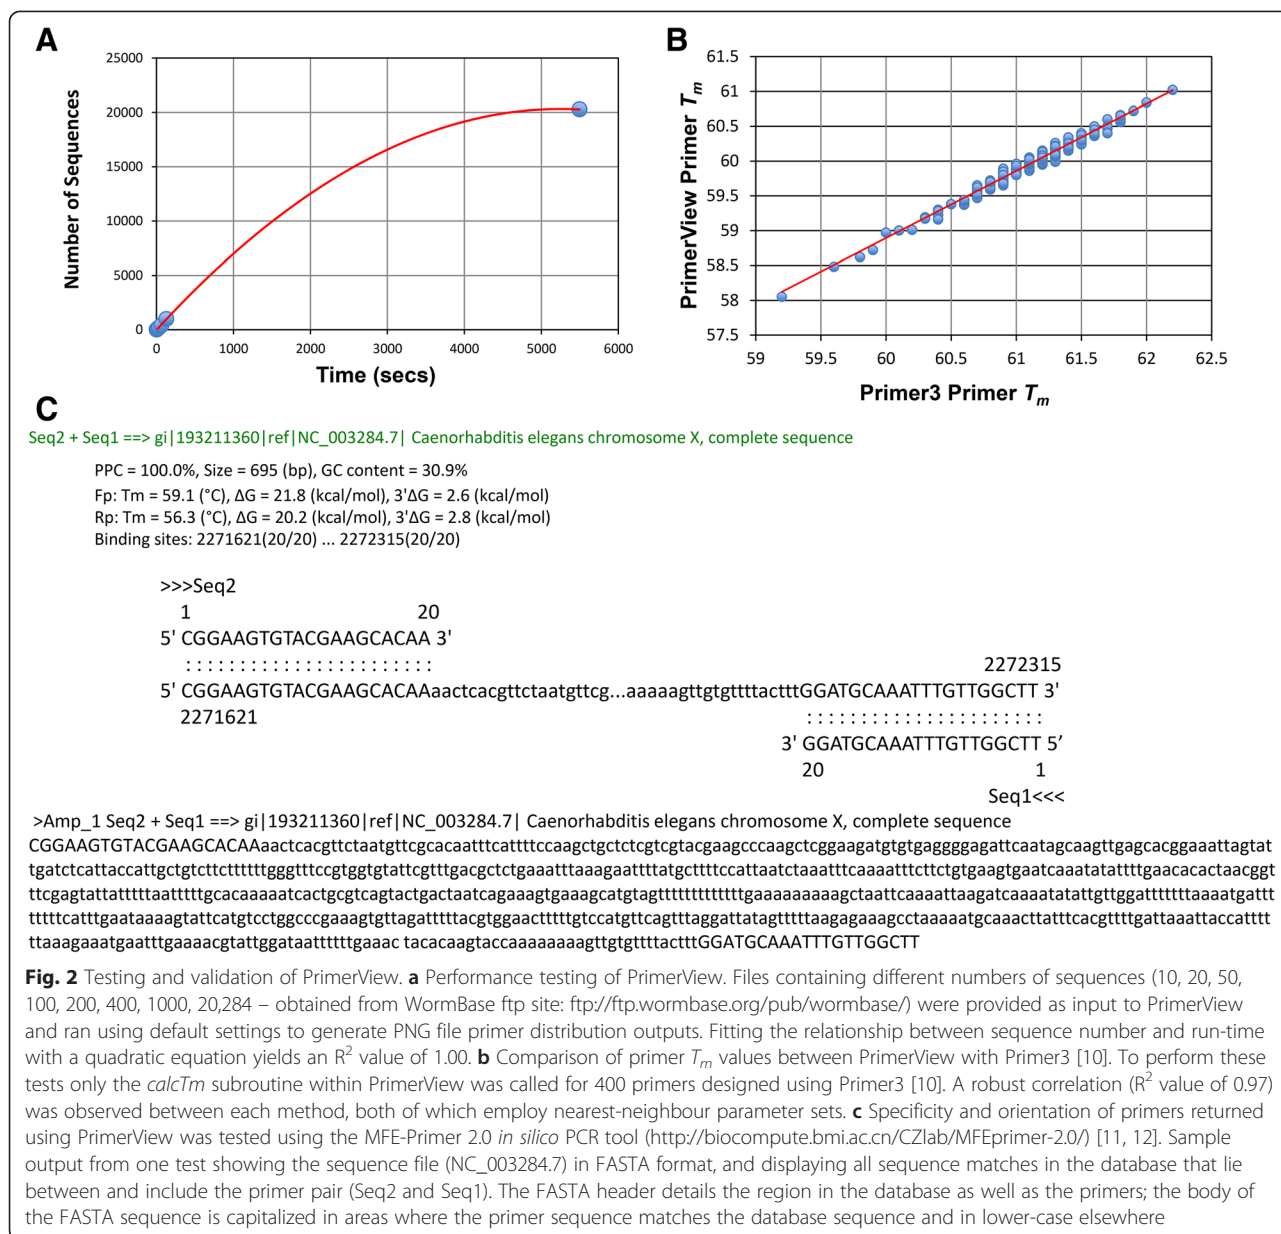 A
25000
20000
15000
10000
5000
0
Number of Sequences
0 1000 2000 3000 4000 5000 6000
Time (secs)
B
61.5
61
60.5
60
59.5
59
58.5
58
57.5
PrimerView Primer Tm
59 59.5 60 60.5 61 61.5 62 62.5
Primer3 Primer Tm
C
Seq2 + Seq1 ==> gi|193211360|ref|NC_003284.7| Caenorhabditis elegans chromosome X, complete sequence
PPC = 100.0%, Size = 695 (bp), GC content = 30.9%
Fp: Tm = 59.1 (°C), ΔG = 21.8 (kcal/mol), 3'ΔG = 2.6 (kcal/mol)
Rp: Tm = 56.3 (°C), ΔG = 20.2 (kcal/mol), 3'ΔG = 2.8 (kcal/mol)
Binding sites: 2271621(20/20) ... 2272315(20/20)
>>>Seq2
1 20
5' CGGAAGTGTACGAAGCACAA 3'
: : : : : : : : : : : : : : : : : : : : : : :
2272315
5' CGGAAGTGTACGAAGCACAAaactcacgttctaatgttcg...aaaaagttgtgttttactttGGATGCAAATTTGTTGGCTT 3'
2271621
: : : : : : : : : : : : : : : : : : : : : :
3' GGATGCAAATTTGTTGGCTT 5’
20 1
Seq1<<<
>Amp_1 Seq2 + Seq1 ==> gi|193211360|ref|NC_003284.7| Caenorhabditis elegans chromosome X, complete sequence
CGGAAGTGTACGAAGCACAAaactcacgttctaatgttcgcacaatttcattttccaagctgctctcgtcgtacgaagcccaagctcggaagatgtgtgaggggagattcaatagcaagttgagcacggaaattagtat
tgatctcattaccattgctgtcttcttttttgggtttccgtggtgtattcgtttgacgctctgaaatttaaagaattttatgcttttccattaatctaaatttcaaaatttcttctgtgaagtgaatcaaatatattttgaacacactaacggt
ttcgagtattatttttaatttttgcacaaaaatcactgcgtcagtactgactaatcagaaagtgaaagcatgtagttttttttttttttgaaaaaaaaaagctaattcaaaattaagatcaaaatatattgttggatttttttaaaatgattt
ttttttcatttgaataaaagtattcatgtcctggcccgaaagtgttagatttttacgtggaactttttgtccatgttcagtttaggattatagtttttaagagaaagcctaaaaatgcaaacttatttcacgttttgattaaattaccattttt
ttaaagaaatgaatttgaaaacgtattggataatttttttgaaac tacacaagtaccaaaaaaaagttgtgttttactttGGATGCAAATTTGTTGGCTT
Fig. 2 Testing and validation of PrimerView. a Performance testing of PrimerView. Files containing different numbers of sequences (10, 20, 50,
100, 200, 400, 1000, 20,284 – obtained from WormBase ftp site: ftp://ftp.wormbase.org/pub/wormbase/) were provided as input to PrimerView
and ran using default settings to generate PNG file primer distribution outputs. Fitting the relationship between sequence number and run-time
with a quadratic equation yields an R2 value of 1.00. b Comparison of primer Tm values between PrimerView with Primer3 [10]. To perform these
tests only the calcTm subroutine within PrimerView was called for 400 primers designed using Primer3 [10]. A robust correlation (R2 value of 0.97)
was observed between each method, both of which employ nearest-neighbour parameter sets. c Specificity and orientation of primers returned
using PrimerView was tested using the MFE-Primer 2.0 in silico PCR tool (http://biocompute.bmi.ac.cn/CZlab/MFEprimer-2.0/) [11, 12]. Sample
output from one test showing the sequence file (NC_003284.7) in FASTA format, and displaying all sequence matches in the database that lie
between and include the primer pair (Seq2 and Seq1). The FASTA header details the region in the database as well as the primers; the body of
the FASTA sequence is capitalized in areas where the primer sequence matches the database sequence and in lower-case elsewhere